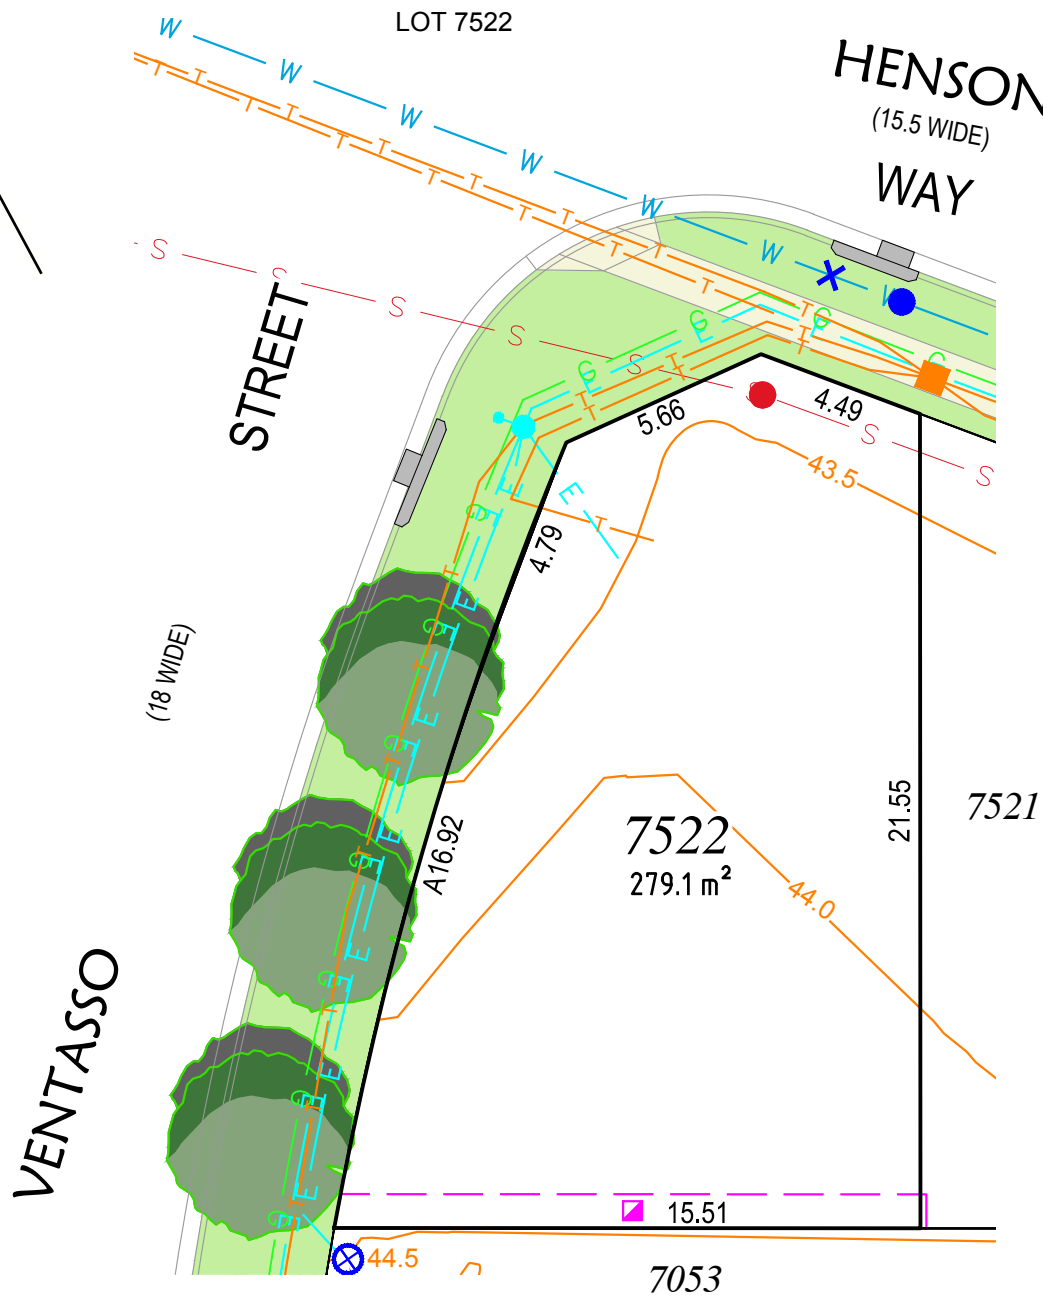 LOT 7522
HENSON
(15.5 WIDE)
WAY
W W W W W W W
T T T T T T T T T T T T T
S S S S S S S S
STREET
G G G
E E
T T T T
5.66
4.49
43.5
4.79
E
T
(18 WIDE)
A16.92
21.55
7522
279.1 m²
7521
44.0
VENTASSO
15.51
44.5
7053